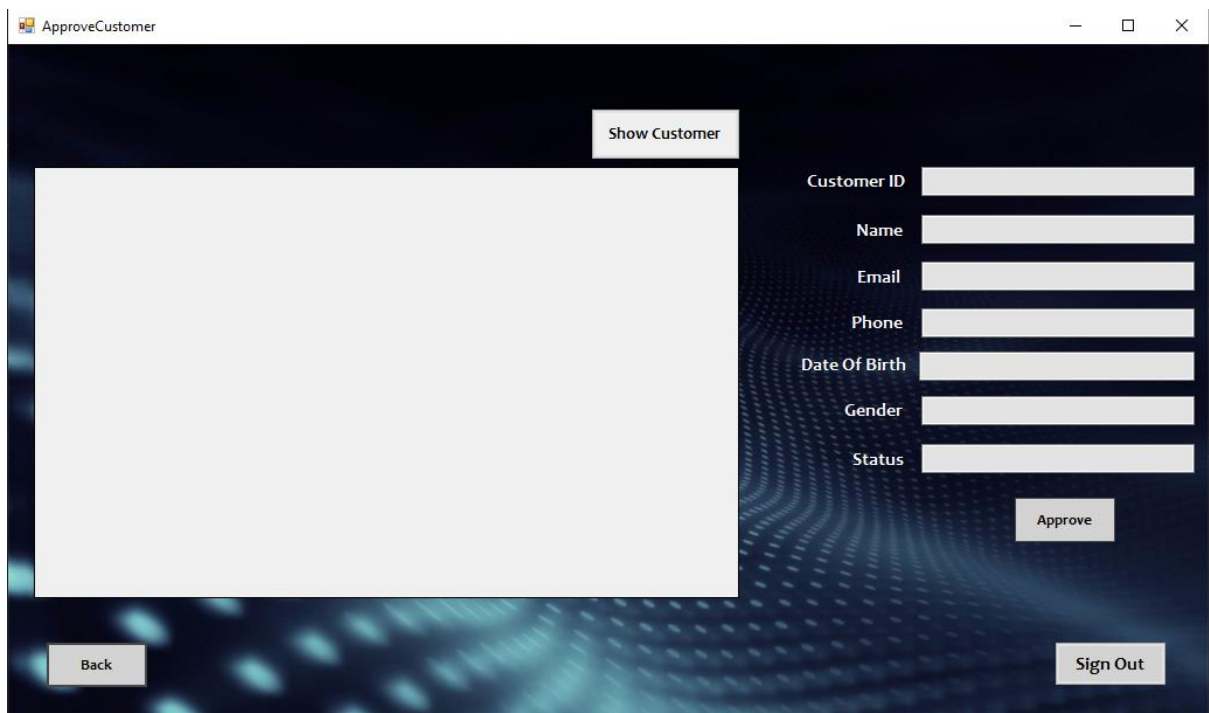 ApproveCustomer
Show Customer
Customer ID
Name
Email
Phone
Date Of Birth
Gender
Status
Approve
Back
Sign Out